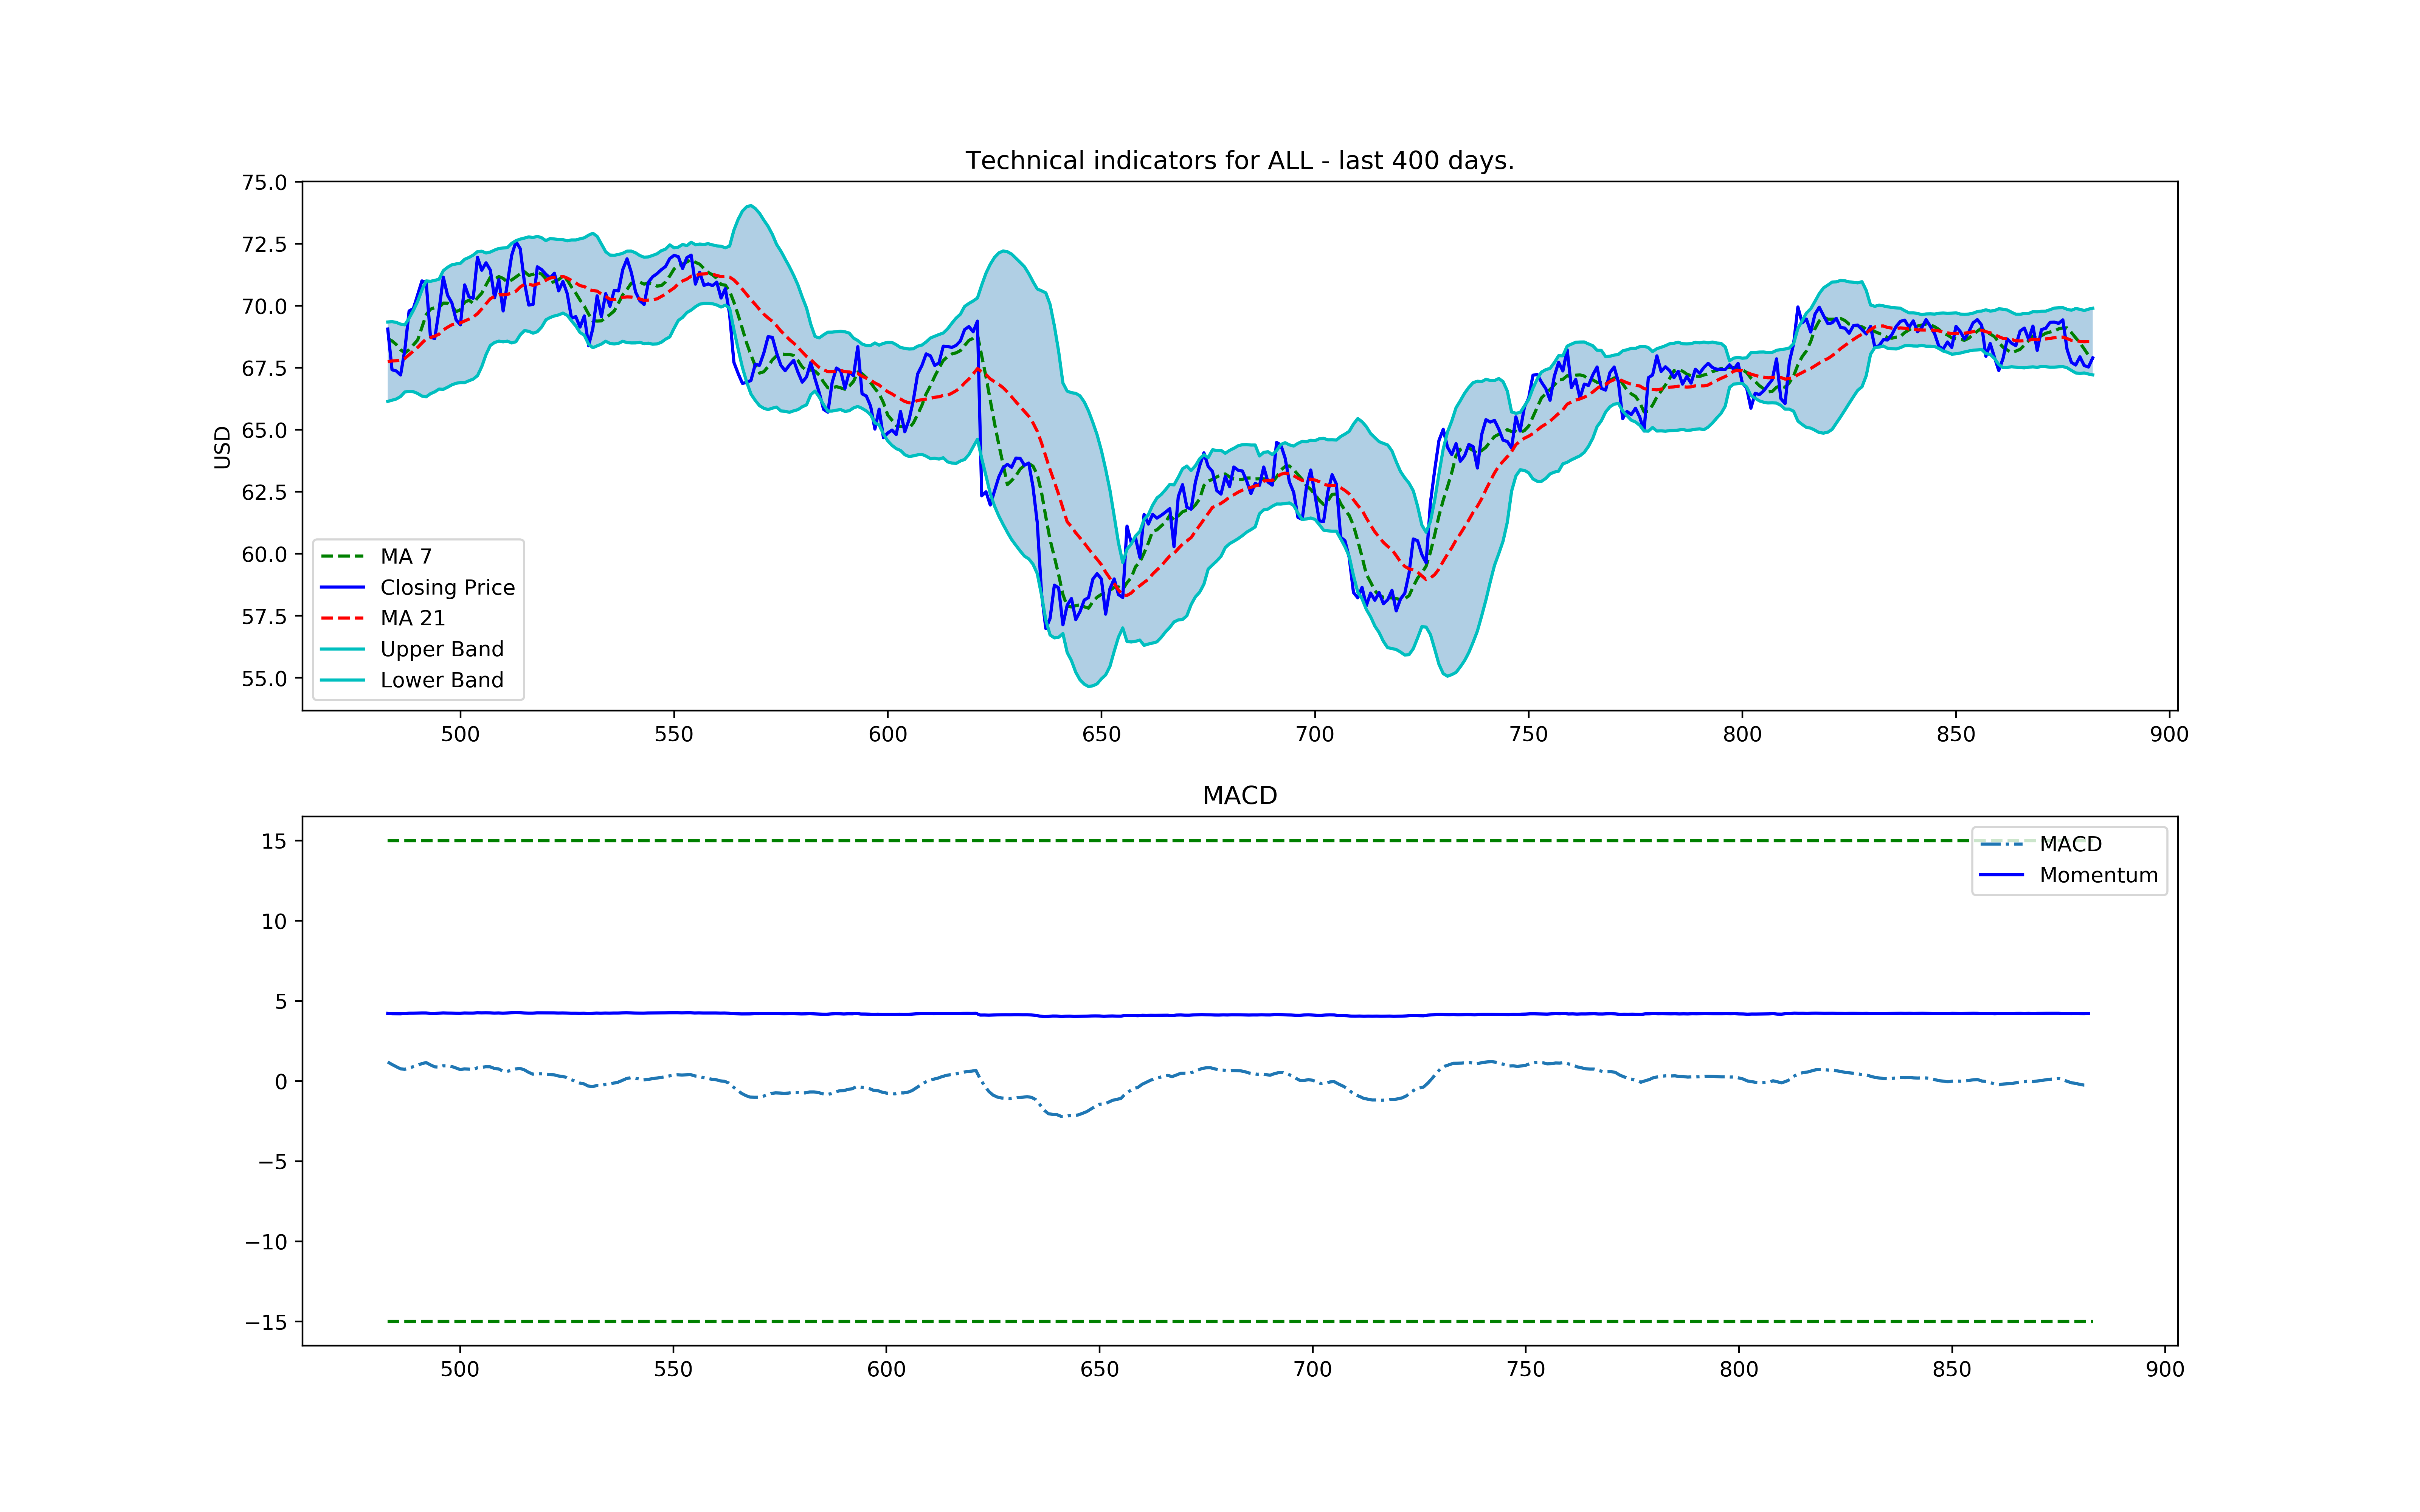 Technical indicators for ALL - last 400 days.
75.0
72.5
70.0
67.5
65.0
62.5
60.0
57.5
55.0
USD
MA 7
Closing Price
MA 21
Upper Band
Lower Band
500 550 600 650 700 750 800 850 900
MACD
15
10
5
0
−5
−10
−15
MACD
Momentum
500 550 600 650 700 750 800 850 900